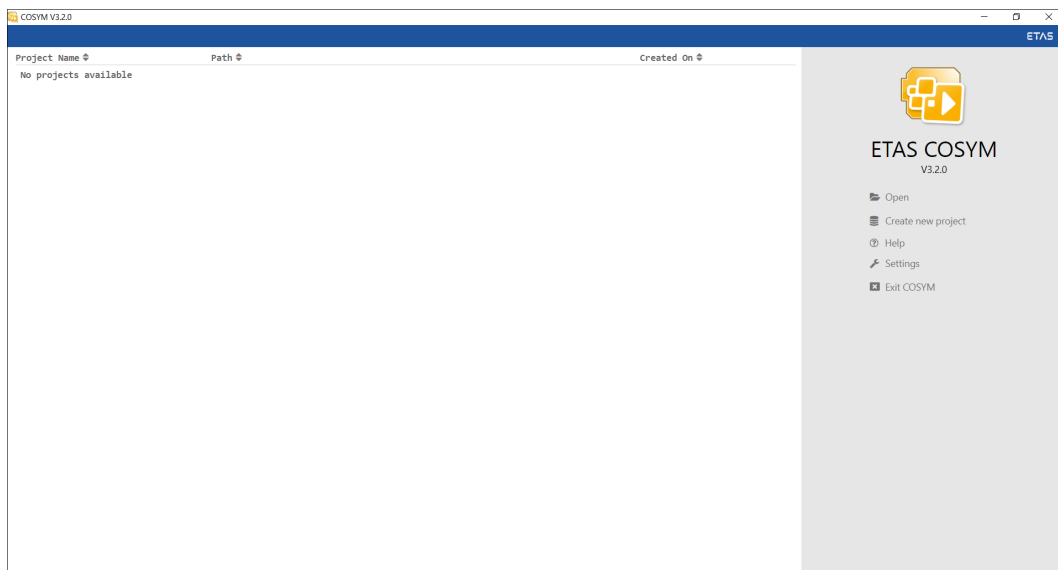 COSYM V3.2.0
ETAS
Project Name Path Created On
No projects available
ETAS COSYM
V3.2.0
Open
Create new project
Help
Settings
Exit COSYM